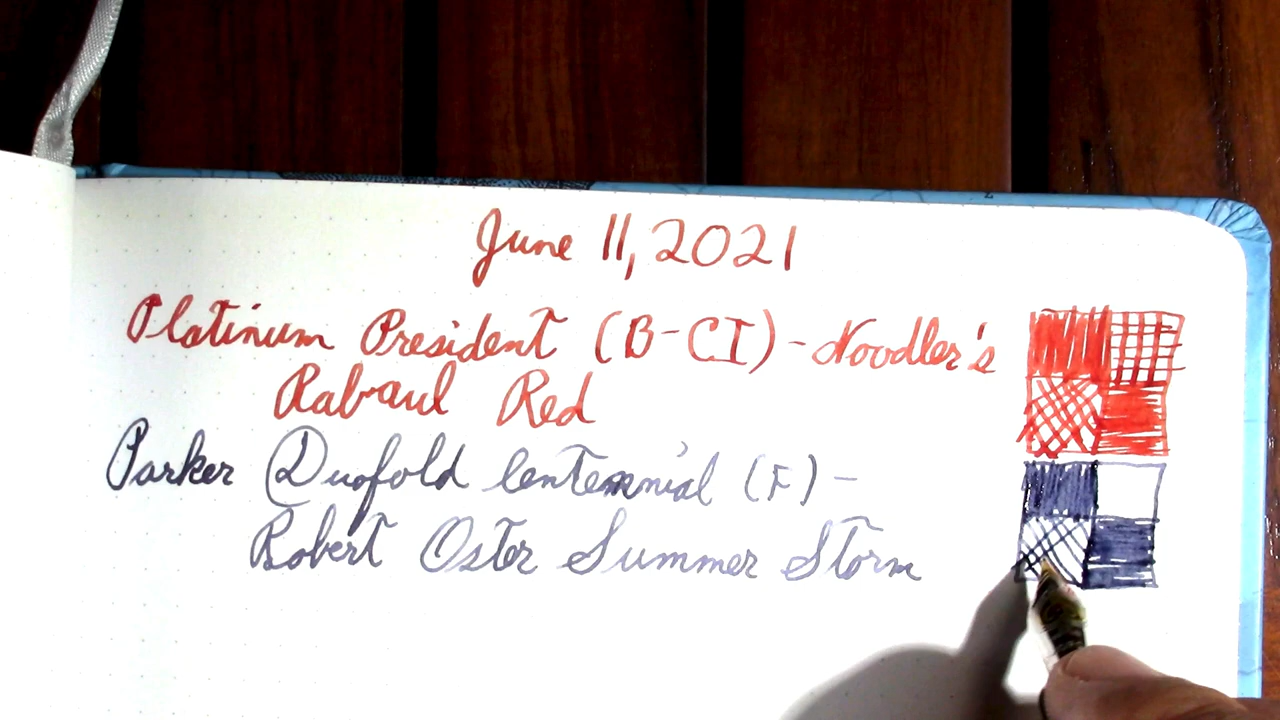 June 11, 2021
Platinum President (B-CI) - Noodler's
Rabaul Red
Parker Duofold Centennial (F) -
Robert Oster Summer Storm